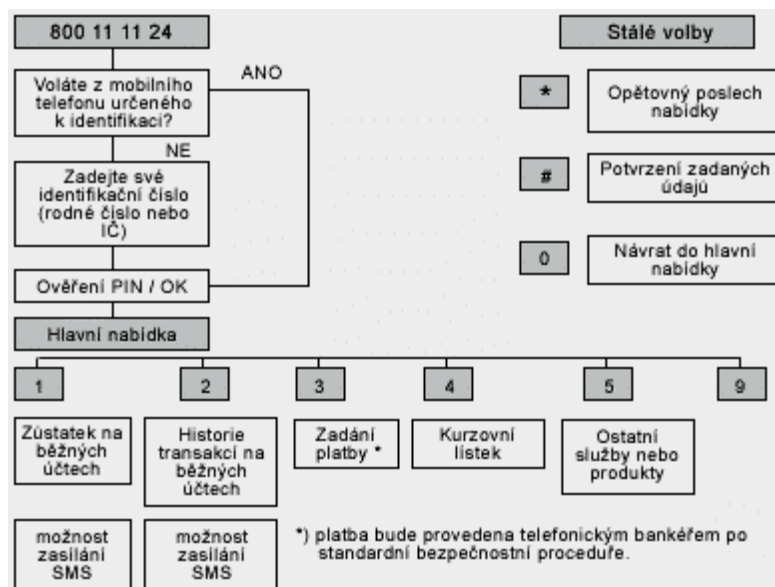 800 11 11 24
Voláte z mobilního
telefonu určeného
k identifikaci?
ANO
NE
Zadejte své
identifikační číslo
(rodné číslo nebo
IČ)
Ověření PIN / OK
Hlavní nabídka
Stálé volby
*
Opětovný poslech
nabídky
#
Potvrzení zadaných
údajů
0
Návrat do hlavní
nabídky
1
2
3
4
5
9
Zůstatek na
běžných
účtech
Historie
transakcí na
běžných
účtech
Zadání
platby *
Kurzovní
lístek
Ostatní
služby nebo
produkty
možnost
zasílání
SMS
možnost
zasílání
SMS
*) platba bude provedena telefonickým bankéřem po
standardní bezpečnostní proceduře.